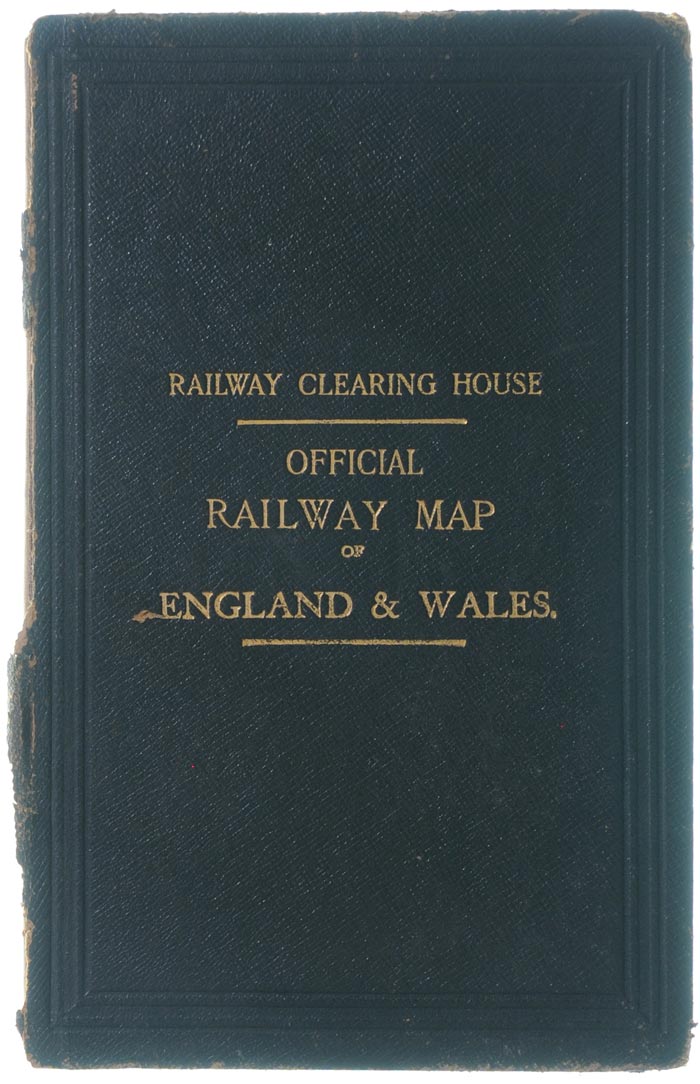 RAILWAY CLEARING HOUSE
OFFICIAL
RAILWAY MAP
OF
ENGLAND & WALES.